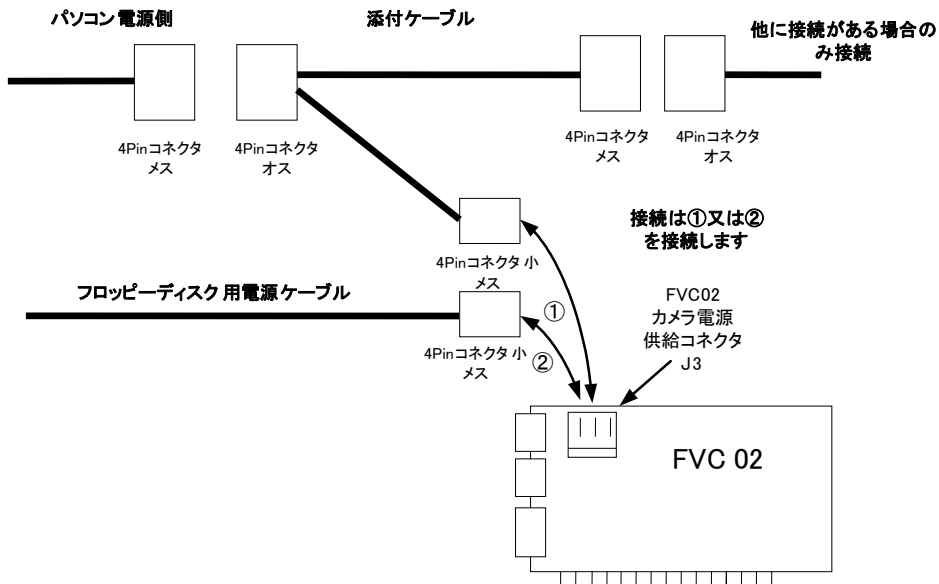 パソコン電源側
添付ケーブル
他に接続がある場合の
み接続
4Pinコネクタ
メス
4Pinコネクタ
オス
4Pinコネクタ
メス
4Pinコネクタ
オス
接続は①又は②
を接続します
4Pinコネクタ 小
メス
フロッピーディスク 用電源ケーブル
①
4Pinコネクタ 小
メス
②
FVC02
カメラ電源
供給コネクタ
J3
FVC 02